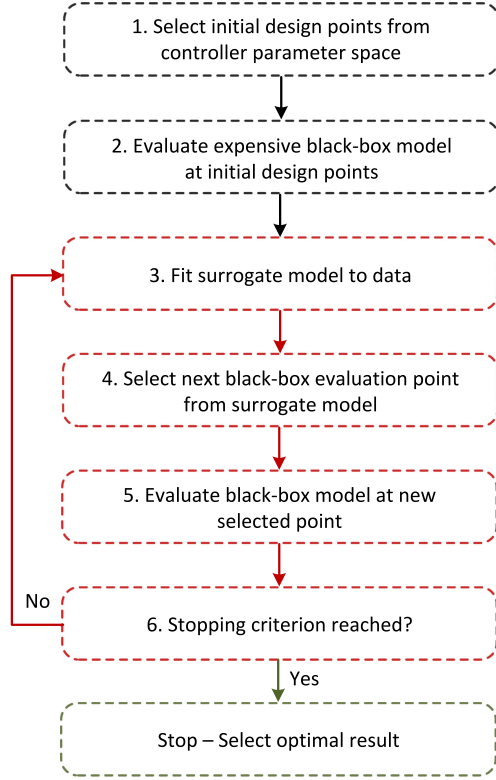 1. Select initial design points from
controller parameter space
2. Evaluate expensive black-box model
at initial design points
3. Fit surrogate model to data
4. Select next black-box evaluation point
from surrogate model
5. Evaluate black-box model at new
selected point
No
6. Stopping criterion reached?
Yes
Stop – Select optimal result